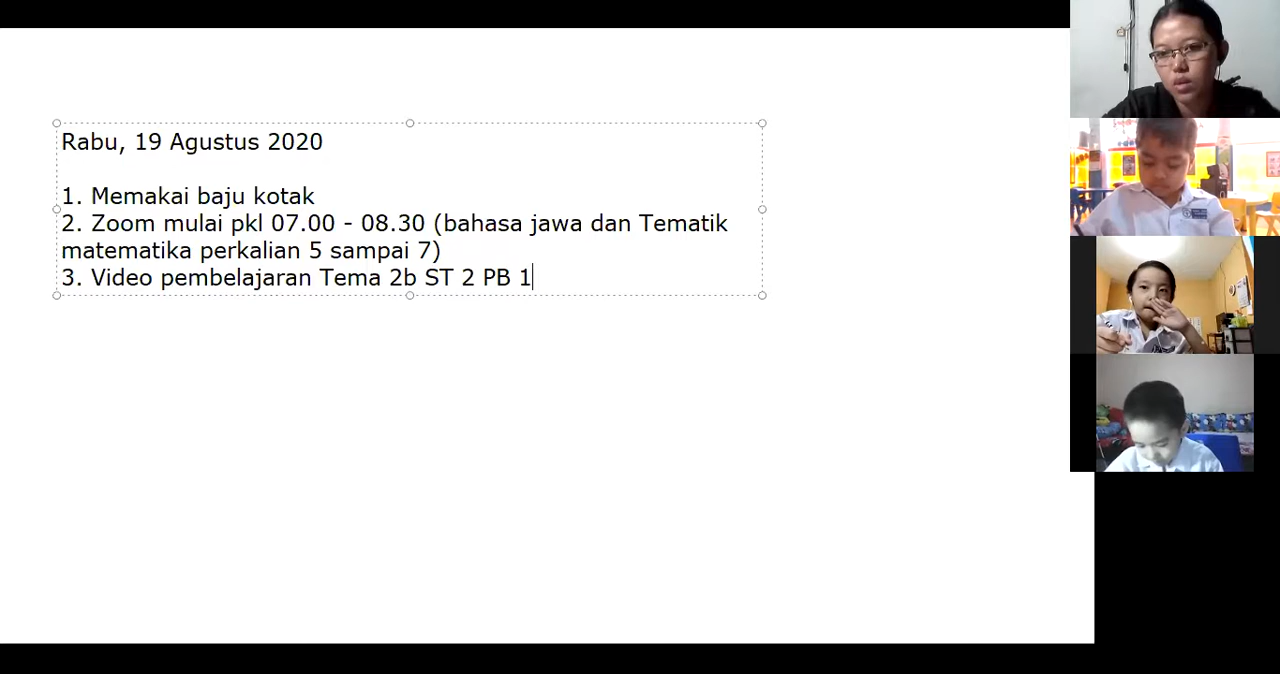 Rabu, 19 Agustus 2020
1. Memakai baju kotak
2. Zoom mulai pkl 07.00 - 08.30 (bahasa jawa dan Tematik
matematika perkalian 5 sampai 7)
3. Video pembelajaran Tema 2b ST 2 PB 1